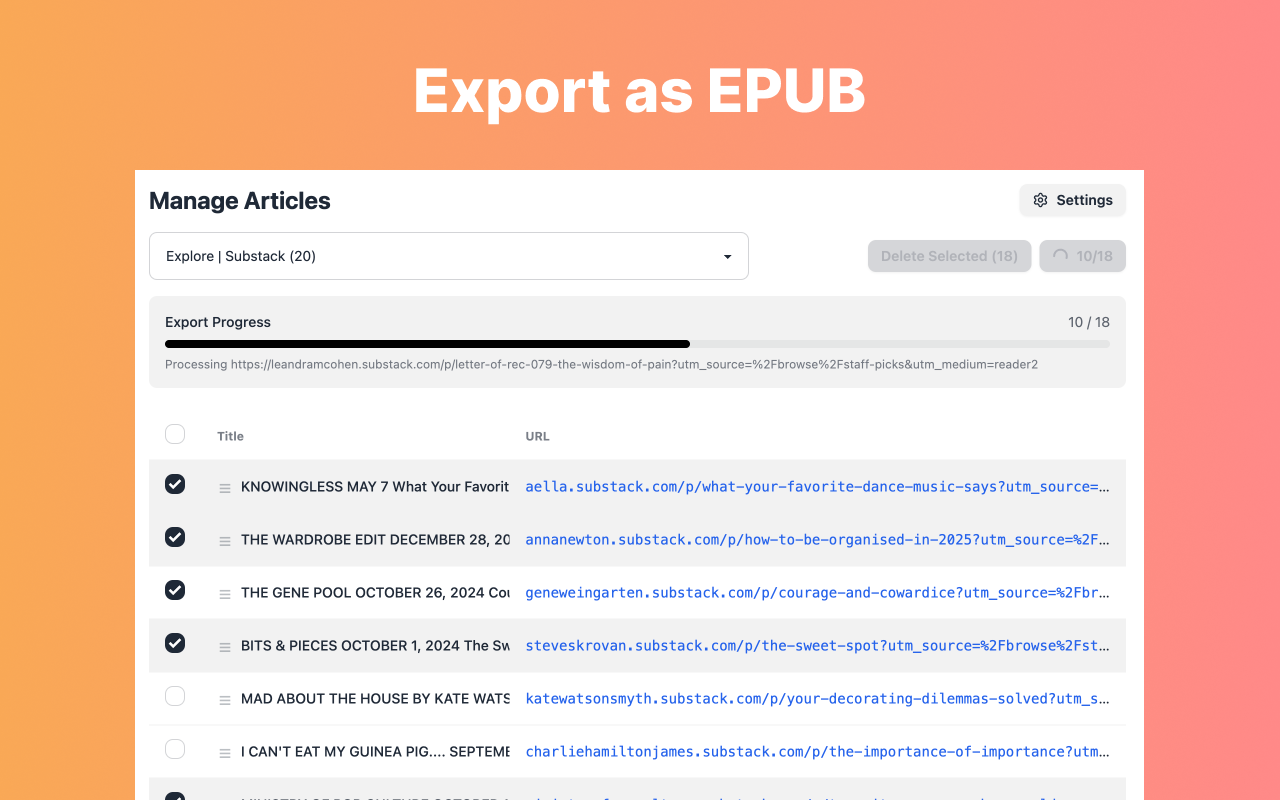 Export as EPUB
Manage Articles
Settings
Explore | Substack (20)
Delete Selected (18)
10/18
Export Progress
10 / 18
Processing https://leandramcohen.substack.com/p/letter-of-rec-079-the-wisdom-of-pain?utm_source=%2Fbrowse%2Fstaff-picks&utm_medium=reader2
Title URL
KNOWINGLESS MAY 7 What Your Favorit aella.substack.com/p/what-your-favorite-dance-music-says?utm_source=…
THE WARDROBE EDIT DECEMBER 28, 20 annanewton.substack.com/p/how-to-be-organised-in-2025?utm_source=%2F…
THE GENE POOL OCTOBER 26, 2024 Cou geneweingarten.substack.com/p/courage-and-cowardice?utm_source=%2Fbr…
BITS & PIECES OCTOBER 1, 2024 The Sw steveskrovan.substack.com/p/the-sweet-spot?utm_source=%2Fbrowse%2Fst…
MAD ABOUT THE HOUSE BY KATE WATS katewatsonsmyth.substack.com/p/your-decorating-dilemmas-solved?utm_s…
I CAN'T EAT MY GUINEA PIG.... SEPTEME charliehamiltonjames.substack.com/p/the-importance-of-importance?utm…